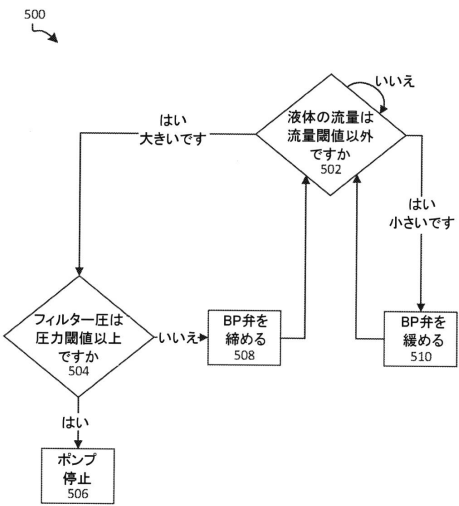 500
いいえ
液体の流量は
流量閾値以外
ですか
502
はい
大きいです
はい
小さいです
フィルター圧は
圧力閾値以上
ですか
504
いいえ
BP弁を
締める
508
BP弁を
緩める
510
はい
ポンプ
停止
506